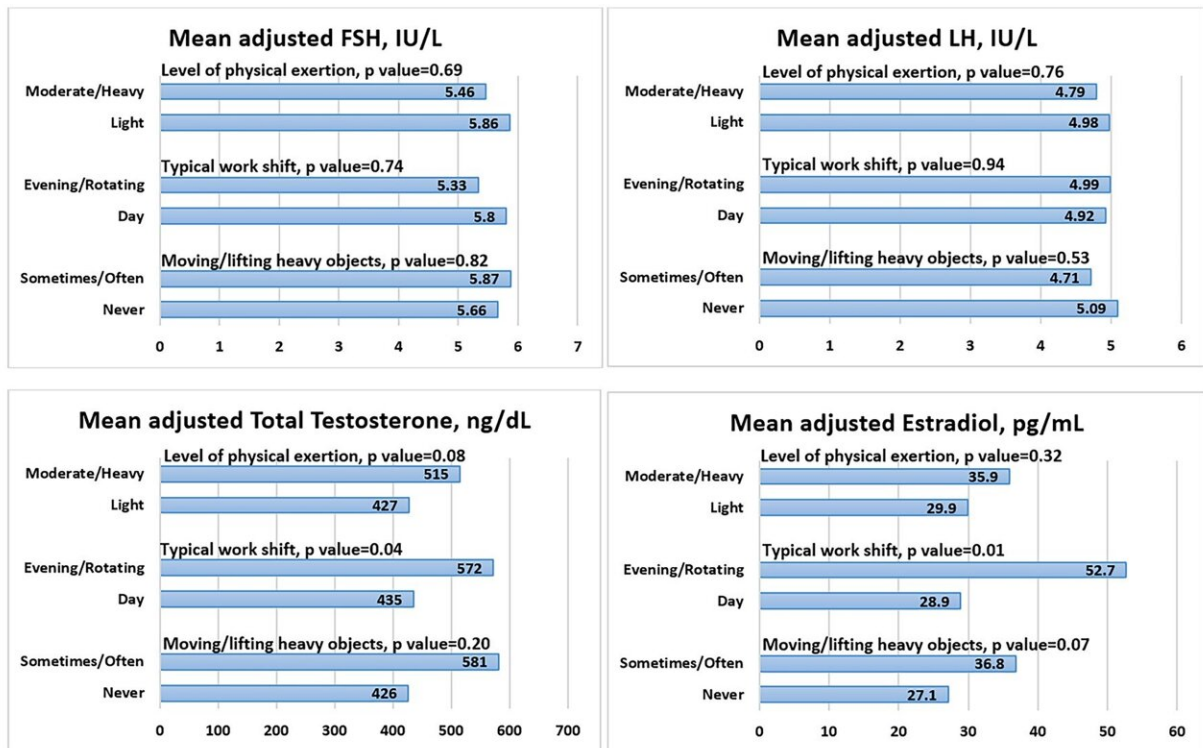 Mean adjusted FSH, IU/L
Level of physical exertion, p value=0.69
Moderate/Heavy 5.46
Light 5.86
Typical work shift, p value=0.74
Evening/Rotating 5.33
Day 5.8
Moving/lifting heavy objects, p value=0.82
Sometimes/Often 5.87
Never 5.66
0 1 2 3 4 5 6 7
Mean adjusted LH, IU/L
Level of physical exertion, p value=0.76
Moderate/Heavy 4.79
Light 4.98
Typical work shift, p value=0.94
Evening/Rotating 4.99
Day 4.92
Moving/lifting heavy objects, p value=0.53
Sometimes/Often 4.71
Never 5.09
0 1 2 3 4 5 6
Mean adjusted Total Testosterone, ng/dL
Level of physical exertion, p value=0.08
Moderate/Heavy 515
Light 427
Typical work shift, p value=0.04
Evening/Rotating 572
Day 435
Moving/lifting heavy objects, p value=0.20
Sometimes/Often 581
Never 426
0 100 200 300 400 500 600 700
Mean adjusted Estradiol, pg/mL
Level of physical exertion, p value=0.32
Moderate/Heavy 35.9
Light 29.9
Typical work shift, p value=0.01
Evening/Rotating 52.7
Day 28.9
Moving/lifting heavy objects, p value=0.07
Sometimes/Often 36.8
Never 27.1
0 10 20 30 40 50 60